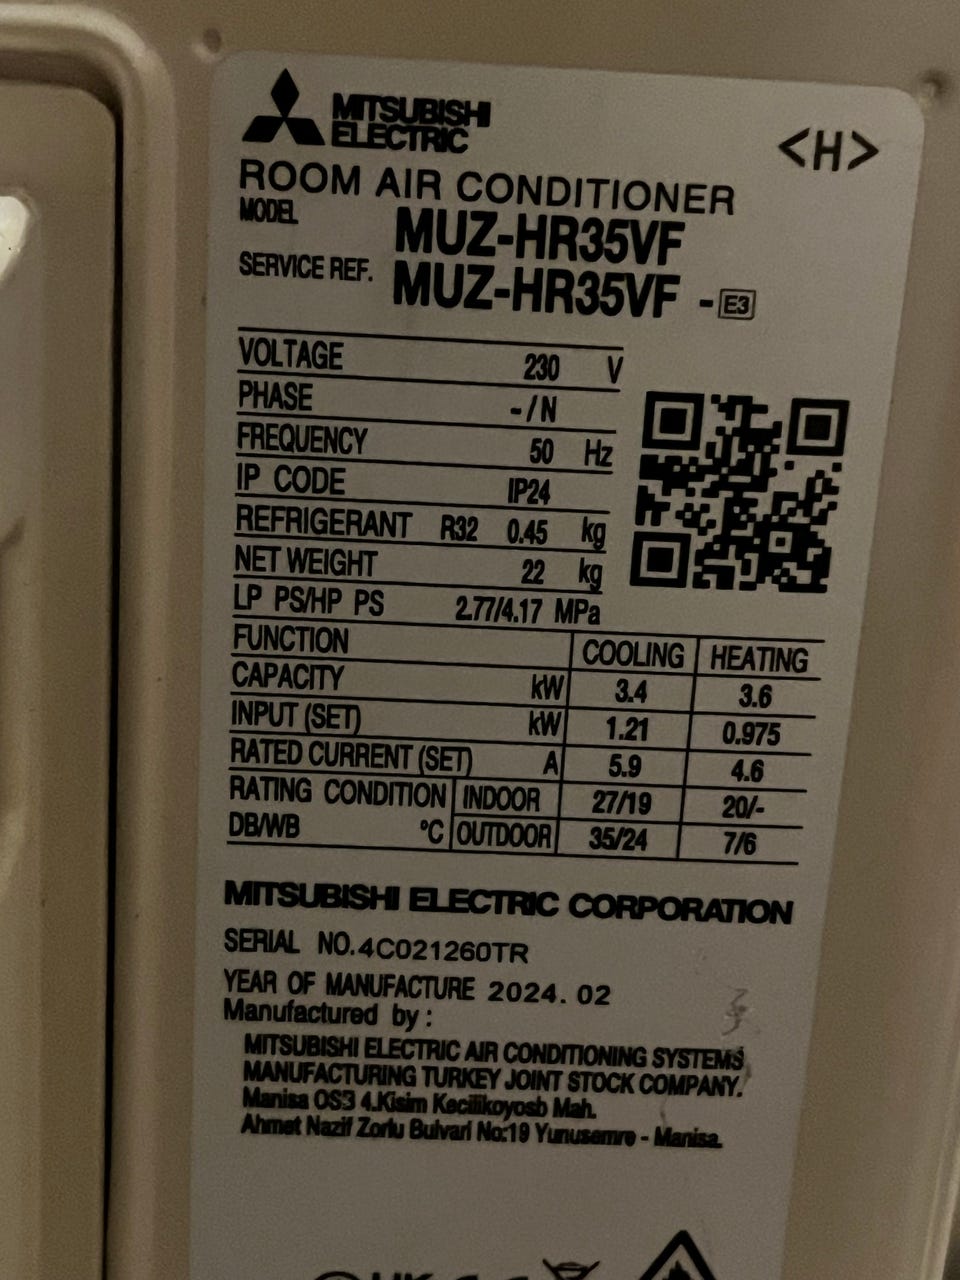 MITSUBISHI
ELECTRIC
<H>
ROOM AIR CONDITIONER
MODEL MUZ-HR35VF
SERVICE REF. MUZ-HR35VF - E3
VOLTAGE 230 V
PHASE ~/N
FREQUENCY 50 Hz
IP CODE IP24
REFRIGERANT R32 0.45 kg
NET WEIGHT 22 kg
LP PS/HP PS 2.77/4.17 MPa
FUNCTION COOLING HEATING
CAPACITY kW 3.4 3.6
INPUT (SET) kW 1.21 0.975
RATED CURRENT (SET) A 5.9 4.6
RATING CONDITION INDOOR 27/19 20/-
DB/WB °C OUTDOOR 35/24 7/6
MITSUBISHI ELECTRIC CORPORATION
SERIAL NO. 4C021260TR
YEAR OF MANUFACTURE 2024. 02
Manufactured by :
MITSUBISHI ELECTRIC AIR CONDITIONING SYSTEMS
MANUFACTURING TURKEY JOINT STOCK COMPANY.
Manisa OSB 4.Kisim Kecilikoyosb Mah.
Ahmet Nazif Zorlu Bulvari No:19 Yunusemre - Manisa.